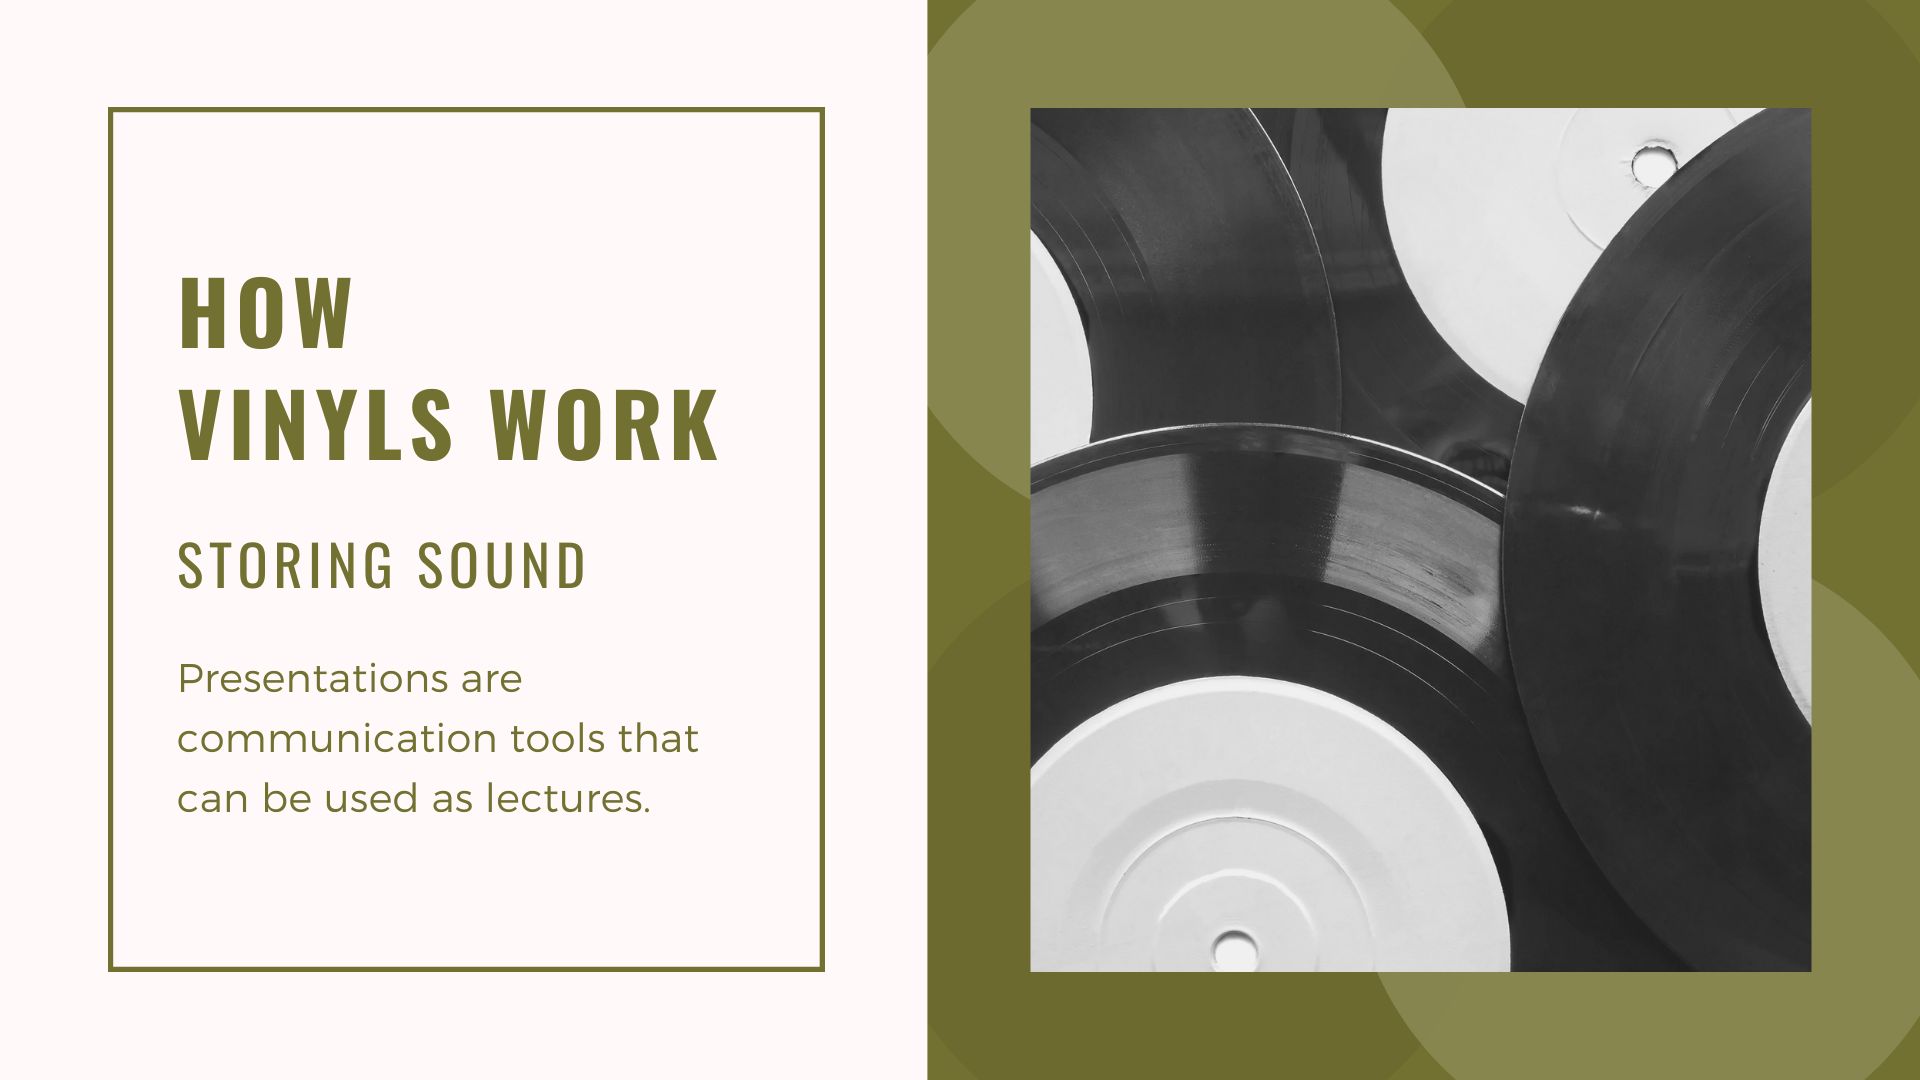 HOW
VINYLS WORK
STORING SOUND
Presentations are
communication tools that
can be used as lectures.